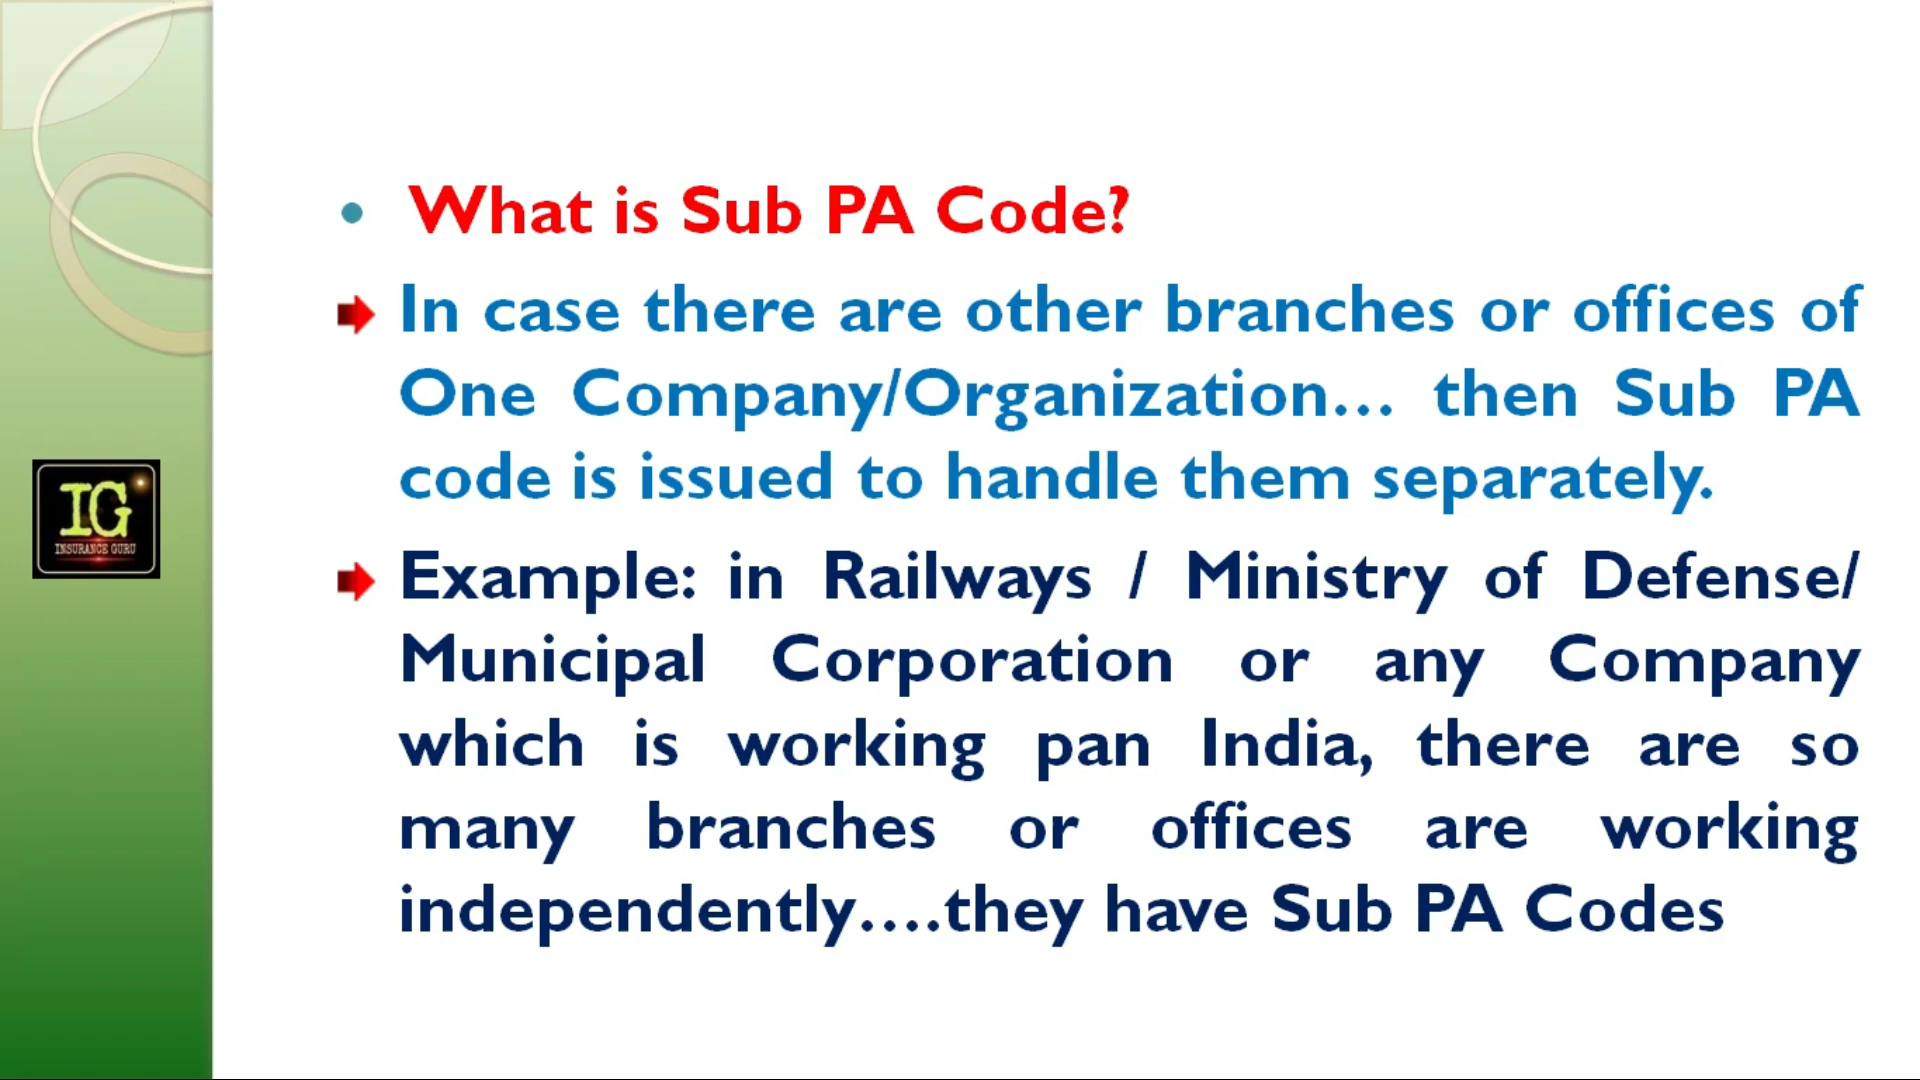 What is Sub PA Code?
In case there are other branches or offices of
One Company/Organization... then Sub PA
code is issued to handle them separately.
IG
INSURANCE GURU
Example: in Railways / Ministry of Defense/
Municipal Corporation or any Company
which is working pan India, there are so
many branches or offices are working
independently....they have Sub PA Codes